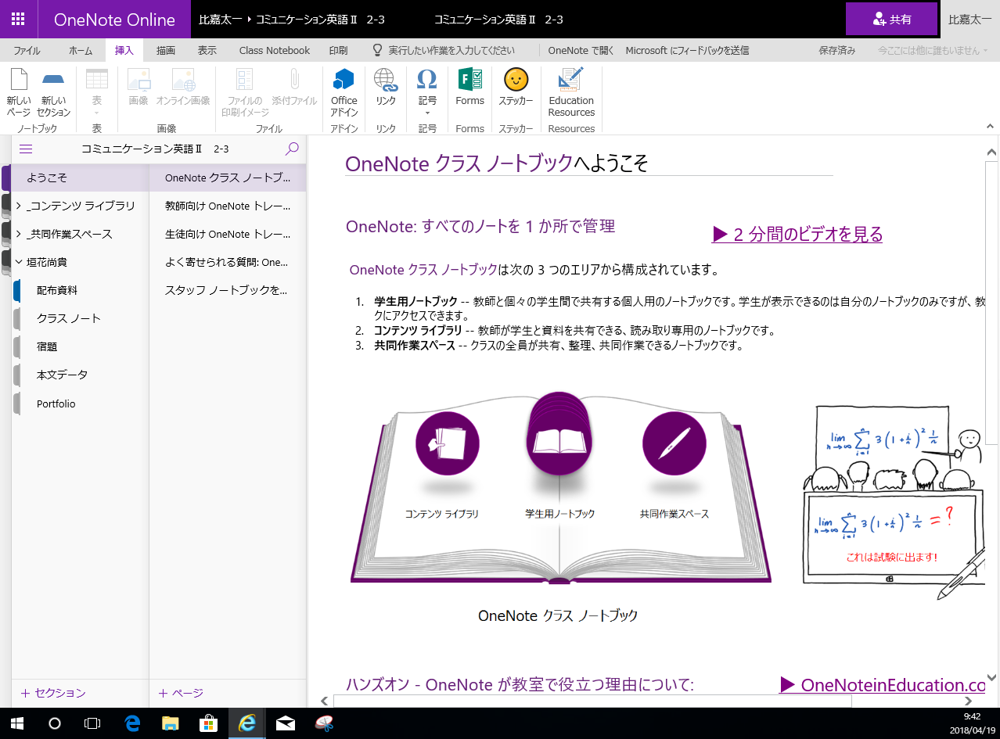 OneNote Online
比嘉太一 ▸ コミュニケーション英語Ⅱ 2-3
コミュニケーション英語Ⅱ 2-3
共有
比嘉太一
ファイル ホーム 挿入 描画 表示 Class Notebook 印刷 実行したい作業を入力してください OneNote で開く Microsoft にフィードバックを送信 保存済み 今ここには他に誰もいません
新しい ページ
新しい セクション
表
画像
オンライン画像
ファイルの 印刷イメージ
添付ファイル
Office アドイン
リンク
記号
Forms
ステッカー
Education Resources
ノートブック 表 画像 ファイル アドイン リンク 記号 Forms ステッカー Resources
コミュニケーション英語Ⅱ 2-3
ようこそ
_コンテンツ ライブラリ
_共同作業スペース
垣花尚貴
配布資料
クラス ノート
宿題
本文データ
Portfolio
+ セクション
OneNote クラス ノートブ...
教師向け OneNote トレー...
生徒向け OneNote トレー...
よく寄せられる質問: One...
スタッフ ノートブックを...
+ ページ
OneNote クラス ノートブックへようこそ
OneNote: すべてのノートを 1 か所で管理
▶ 2 分間のビデオを見る
OneNote クラス ノートブックは次の 3 つのエリアから構成されています。
1. 学生用ノートブック -- 教師と個々の学生間で共有する個人用のノートブックです。学生が表示できるのは自分のノートブックのみですが、教
クにアクセスできます。
2. コンテンツ ライブラリ -- 教師が学生と資料を共有できる、読み取り専用のノートブックです。
3. 共同作業スペース -- クラスの全員が共有、整理、共同作業できるノートブックです。
コンテンツ ライブラリ
学生用ノートブック
共同作業スペース
OneNote クラス ノートブック
lim n→∞ n ∑ i=1 3(1+i/n)² 1/n
lim n→∞ n ∑ i=1 3(1+i/n)² 1/n = ?
これは試験に出ます!
ハンズオン - OneNote が教室で役立つ理由について:
▶ OneNoteinEducation.co
9:42
2018/04/19